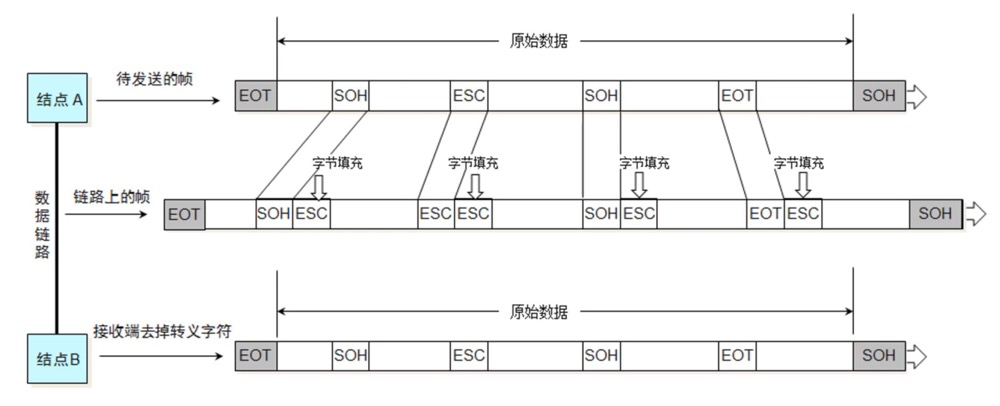 原始数据
结点A
待发送的帧
EOT SOH ESC SOH EOT SOH
字节填充 字节填充 字节填充 字节填充
数据链路
链路上的帧
EOT SOH ESC ESC ESC SOH ESC EOT ESC SOH
原始数据
接收端去掉转义字符
结点B
EOT SOH ESC SOH EOT SOH